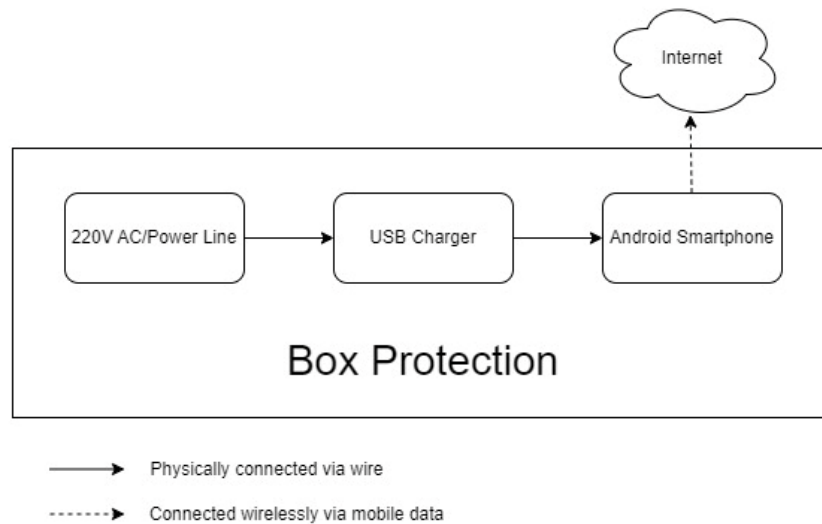 Internet
220V AC/Power Line
USB Charger
Android Smartphone
Box Protection
Physically connected via wire
Connected wirelessly via mobile data